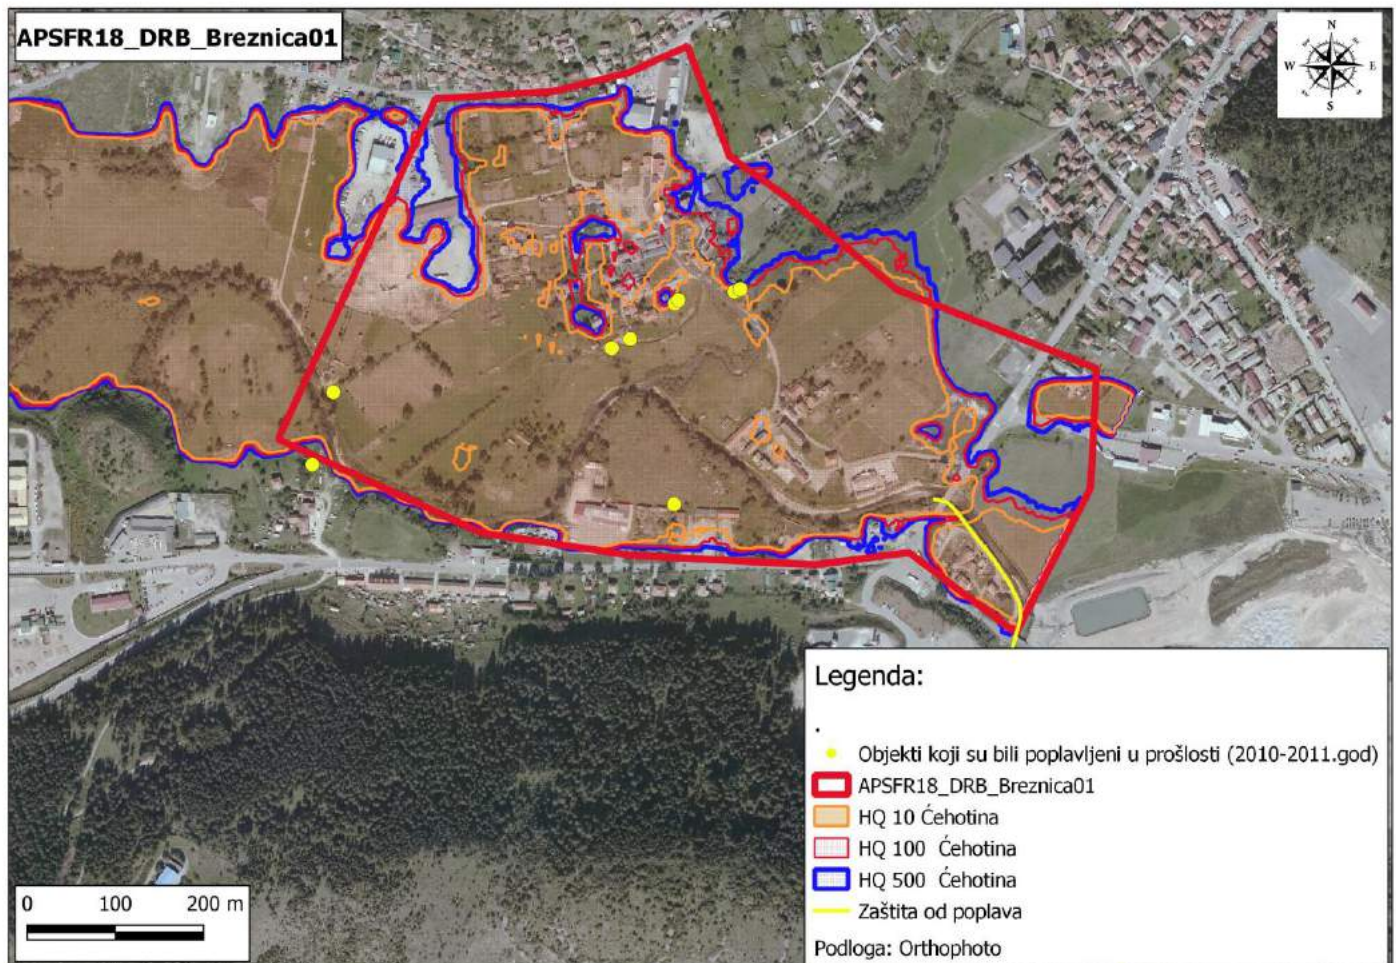 APSFR18_DRB_Breznica01
N
W E
S
Legenda:
.
Objekti koji su bili poplavljeni u prošlosti (2010-2011.god)
APSFR18_DRB_Breznica01
HQ 10 Ćehotina
HQ 100 Ćehotina
HQ 500 Ćehotina
Zaštita od poplava
Podloga: Orthophoto
0 100 200 m